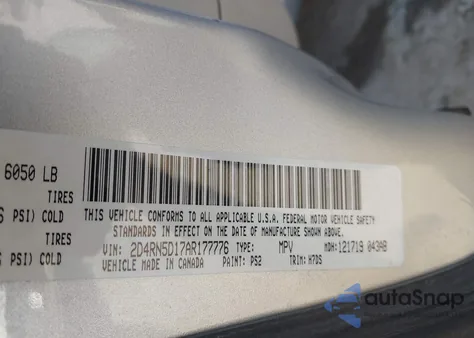 6050 LB
TIRES
PSI) COLD
TIRES
PSI) COLD
THIS VEHICLE CONFORMS TO ALL APPLICABLE U.S.A. FEDERAL MOTOR VEHICLE SAFETY
STANDARDS IN EFFECT ON THE DATE OF MANUFACTURE SHOWN ABOVE.
VIN: 2D4RN5D17AR177776 TYPE: MPV MDH: 121719 043AB
VEHICLE MADE IN CANADA PAINT: PS2 TRIM: H7DS
autoSnap